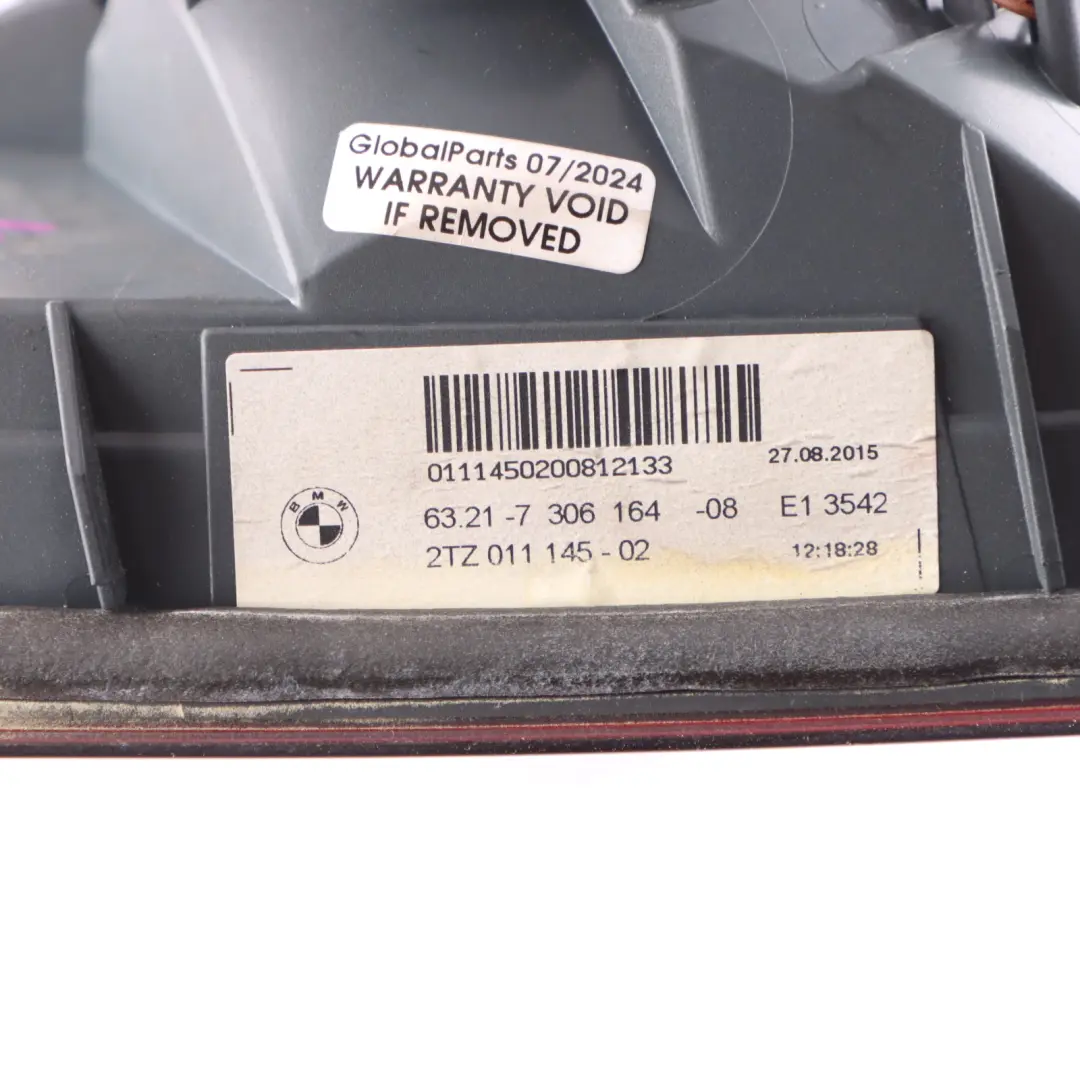 GlobalParts 07/2024
WARRANTY VOID
IF REMOVED
0111450200812133
27.08.2015
BMW
63.21 -7 306 164 -08 E1 3542
2TZ 011 145 - 02
12:18:28